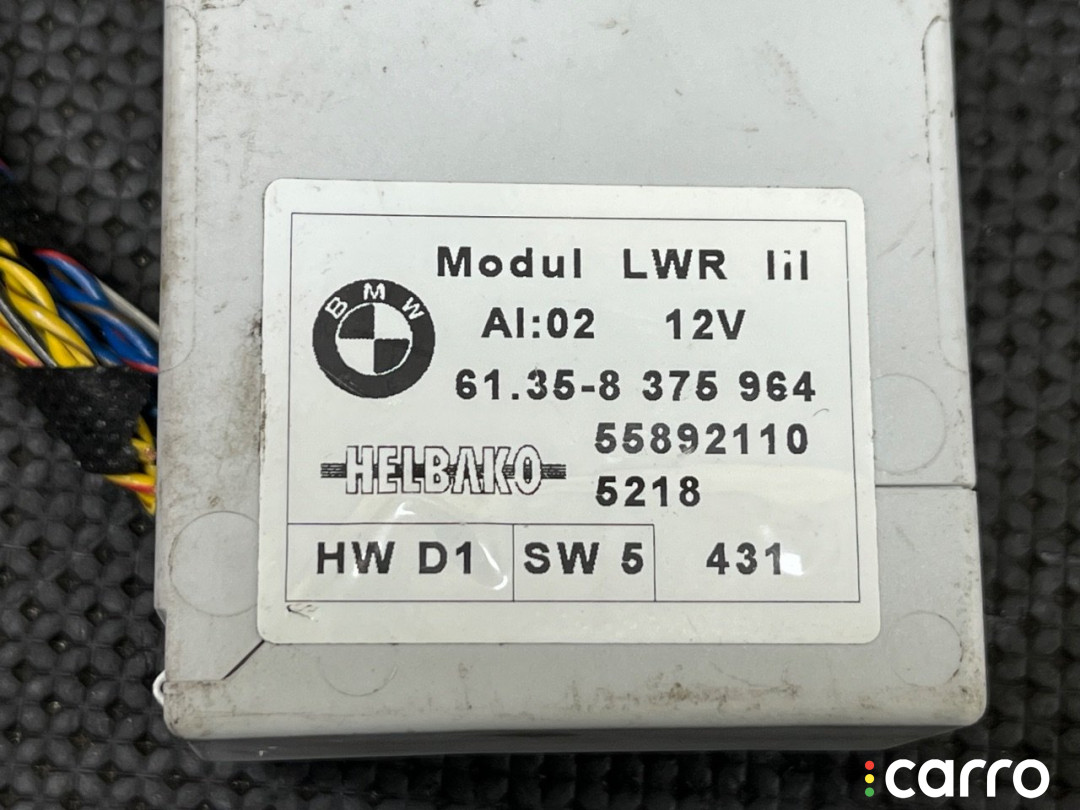 Modul LWR III
BMW
AI:02 12V
61.35-8 375 964
55892110
HELBAKO
5218
HW D1 SW 5 431
carro